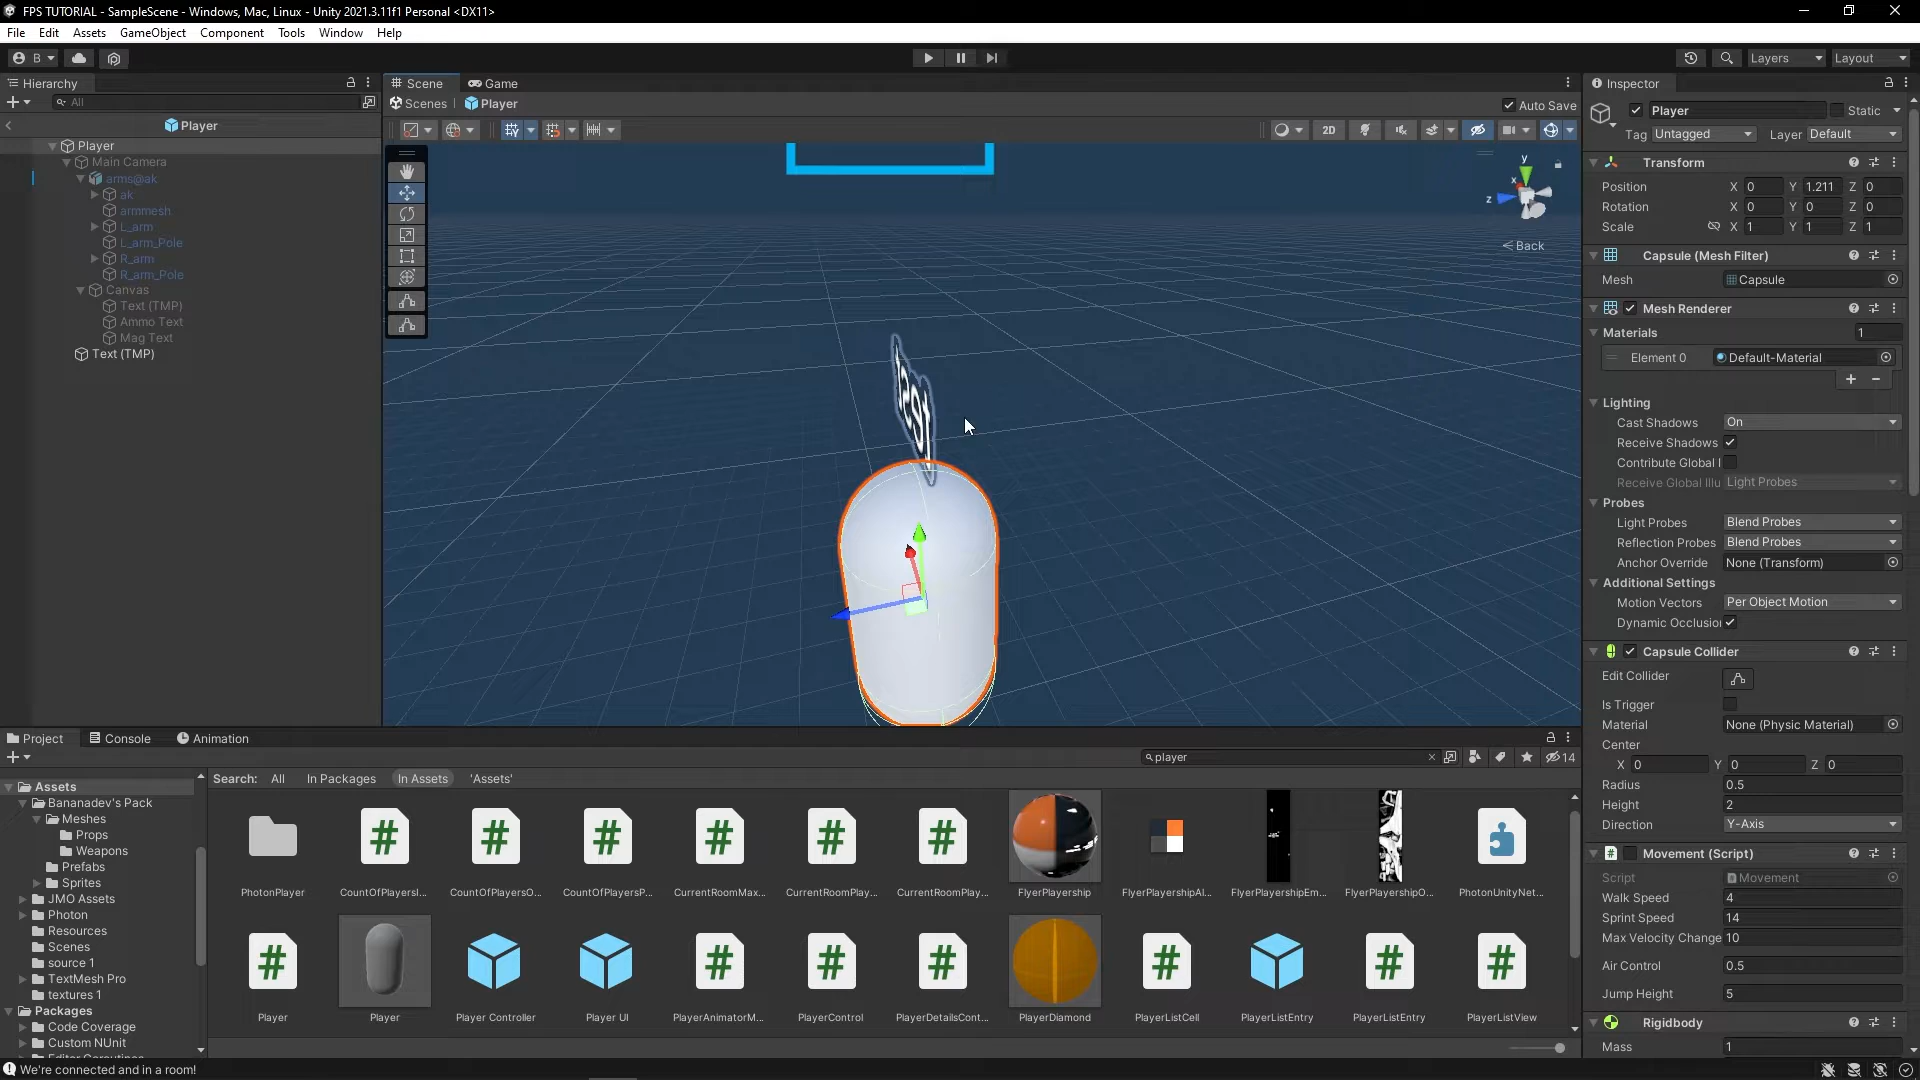 FPS TUTORIAL - SampleScene - Windows, Mac, Linux - Unity 2021.3.11f1 Personal <DX11>
File Edit Assets GameObject Component Tools Window Help
B
Layers Layout
Hierarchy
All
Player
Player
Main Camera
arms@ak
ak
armmesh
L_arm
L_arm_Pole
R_arm
R_arm_Pole
Canvas
Text (TMP)
Ammo Text
Mag Text
Text (TMP)
Scene Game
Scenes Player
Auto Save
2D
y
x
z
Back
Inspector
Player Static
Tag Untagged Layer Default
Transform
Position X 0 Y 1.211 Z 0
Rotation X 0 Y 0 Z 0
Scale X 1 Y 1 Z 1
Capsule (Mesh Filter)
Mesh Capsule
Mesh Renderer
Materials 1
Element 0 Default-Material
Lighting
Cast Shadows On
Receive Shadows
Contribute Global I
Receive Global Illu Light Probes
Probes
Light Probes Blend Probes
Reflection Probes Blend Probes
Anchor Override None (Transform)
Additional Settings
Motion Vectors Per Object Motion
Dynamic Occlusio
Capsule Collider
Edit Collider
Is Trigger
Material None (Physic Material)
Center
X 0 Y 0 Z 0
Radius 0.5
Height 2
Direction Y-Axis
Movement (Script)
Script Movement
Walk Speed 4
Sprint Speed 14
Max Velocity Change 10
Air Control 0.5
Jump Height 5
Rigidbody
Mass 1
Project Console Animation
player
14
Search: All In Packages In Assets 'Assets'
Assets
Bananadev's Pack
Meshes
Props
Weapons
Prefabs
Sprites
JMO Assets
Photon
Resources
Scenes
source 1
TextMesh Pro
textures 1
Packages
Code Coverage
Custom NUnit
PhotonPlayer CountOfPlayersI... CountOfPlayersO... CountOfPlayersP... CurrentRoomMax... CurrentRoomPlay... CurrentRoomPlay... FlyerPlayership FlyerPlayershipAl... FlyerPlayershipEm... FlyerPlayershipO... PhotonUnityNet...
Player Player Player Controller Player UI PlayerAnimatorM... PlayerControl PlayerDetailsCont... PlayerDiamond PlayerListCell PlayerListEntry PlayerListEntry PlayerListView
We're connected and in a room!